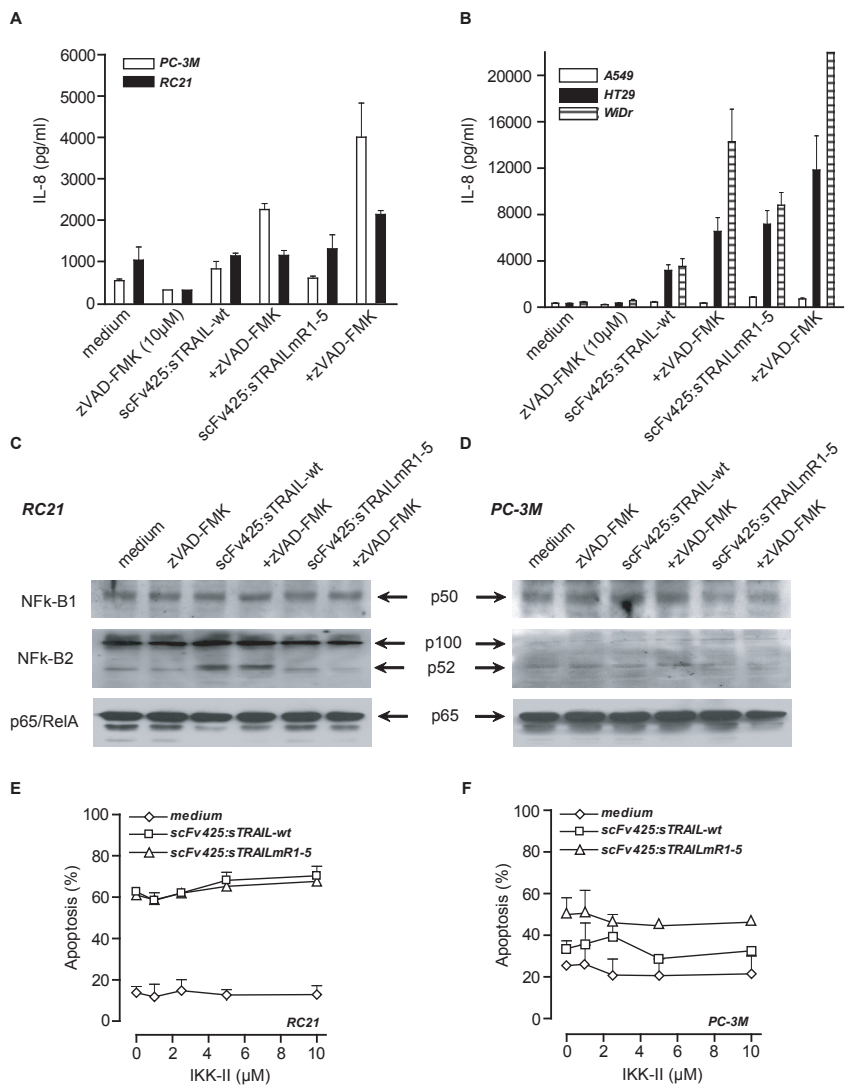 A
IL-8 (pg/ml)
6000
5000
4000
3000
2000
1000
0
PC-3M
RC21
medium
zVAD-FMK (10µM)
scFv425:sTRAIL-wt
+zVAD-FMK
scFv425:sTRAILmR1-5
+zVAD-FMK
B
IL-8 (pg/ml)
20000
16000
12000
8000
4000
0
A549
HT29
WiDr
medium
zVAD-FMK (10µM)
scFv425:sTRAIL-wt
+zVAD-FMK
scFv425:sTRAILmR1-5
+zVAD-FMK
C
RC21
medium
zVAD-FMK
scFv425:sTRAIL-wt
+zVAD-FMK
scFv425:sTRAILmR1-5
+zVAD-FMK
D
PC-3M
medium
zVAD-FMK
scFv425:sTRAIL-wt
+zVAD-FMK
scFv425:sTRAILmR1-5
+zVAD-FMK
NFk-B1
p50
NFk-B2
p100
p52
p65/RelA
p65
E
Apoptosis (%)
100
80
60
40
20
0
medium
scFv425:sTRAIL-wt
scFv425:sTRAILmR1-5
RC21
0 2 4 6 8 10
IKK-II (µM)
F
Apoptosis (%)
100
80
60
40
20
0
medium
scFv425:sTRAIL-wt
scFv425:sTRAILmR1-5
PC-3M
0 2 4 6 8 10
IKK-II (µM)